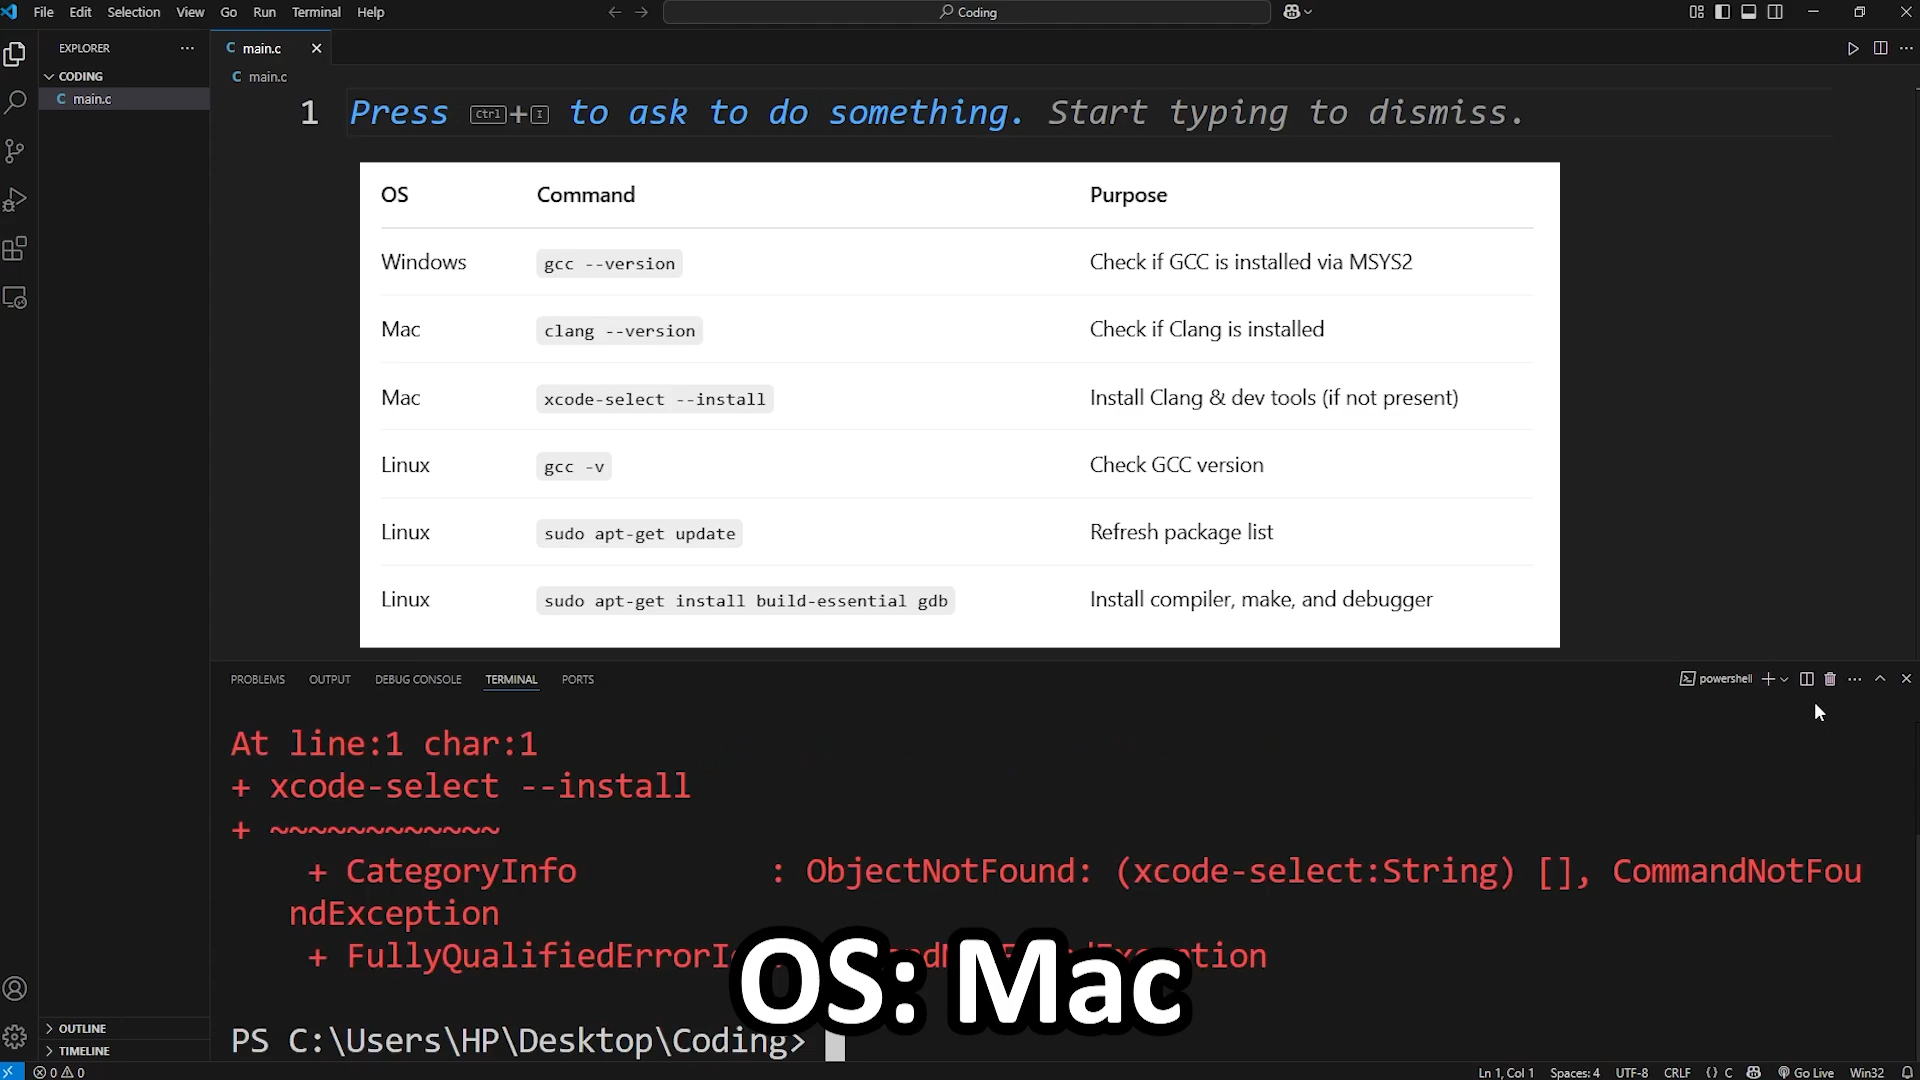 File Edit Selection View Go Run Terminal Help
Coding
EXPLORER
CODING
C main.c
C main.c
C main.c
1 Press Ctrl+I to ask to do something. Start typing to dismiss.
OS Command Purpose
Windows gcc --version Check if GCC is installed via MSYS2
Mac clang --version Check if Clang is installed
Mac xcode-select --install Install Clang & dev tools (if not present)
Linux gcc -v Check GCC version
Linux sudo apt-get update Refresh package list
Linux sudo apt-get install build-essential gdb Install compiler, make, and debugger
PROBLEMS OUTPUT DEBUG CONSOLE TERMINAL PORTS
powershell
At line:1 char:1
+ xcode-select --install
+ ~~~~~~~~~~~~
+ CategoryInfo : ObjectNotFound: (xcode-select:String) [], CommandNotFou
ndException
+
OS: Mac
PS C:\Users\HP\Desktop\Coding>
OUTLINE
TIMELINE
0 0
Ln 1, Col 1 Spaces: 4 UTF-8 CRLF {} C Go Live Win32